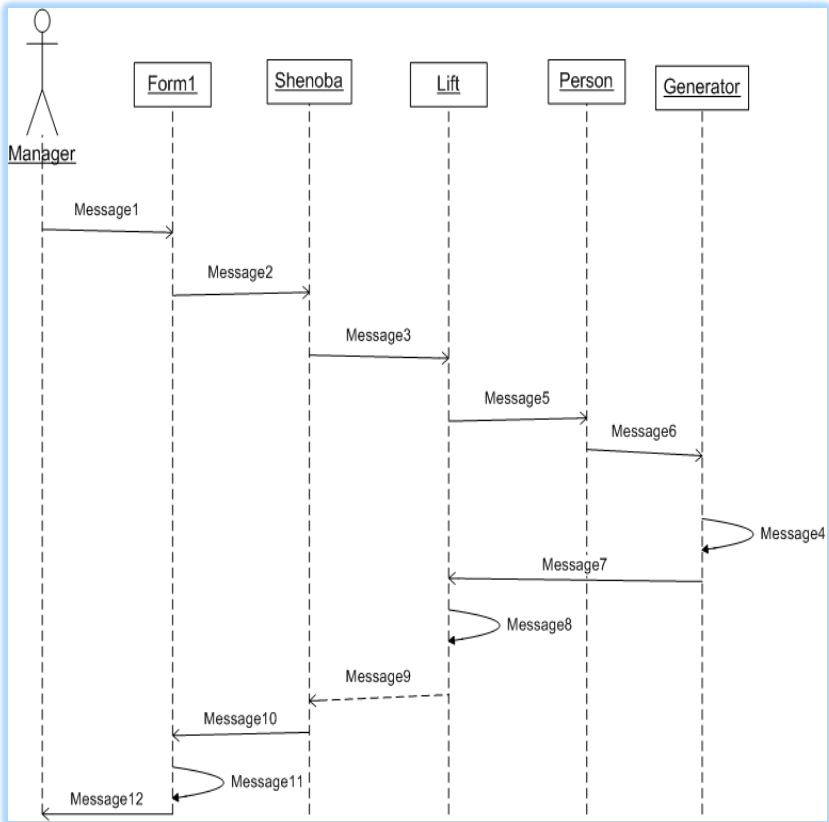 Form1
Shenoba
Lift
Person
Generator
Manager
Message1
Message2
Message3
Message5
Message6
Message4
Message7
Message8
Message9
Message10
Message11
Message12